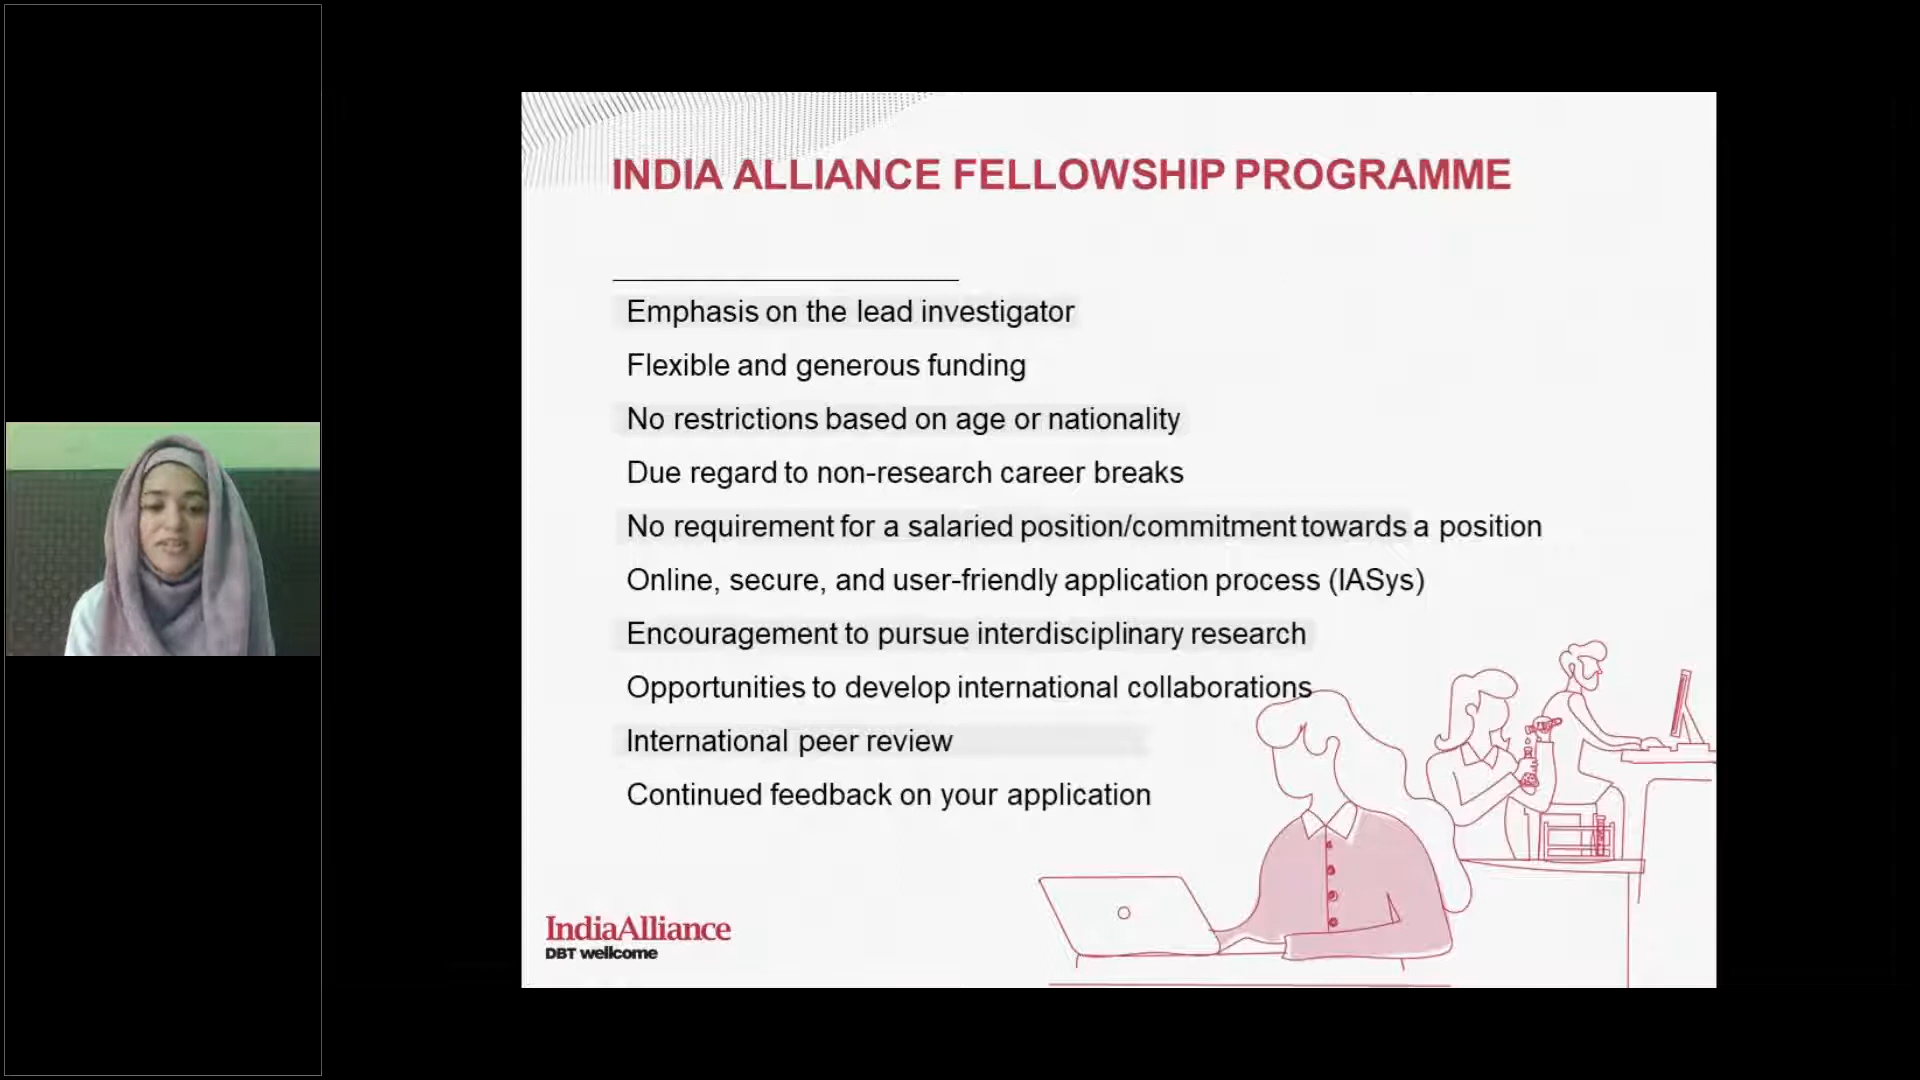 INDIA ALLIANCE FELLOWSHIP PROGRAMME
Emphasis on the lead investigator
Flexible and generous funding
No restrictions based on age or nationality
Due regard to non-research career breaks
No requirement for a salaried position/commitment towards a position
Online, secure, and user-friendly application process (IASys)
Encouragement to pursue interdisciplinary research
Opportunities to develop international collaborations
International peer review
Continued feedback on your application
IndiaAlliance
DBT wellcome